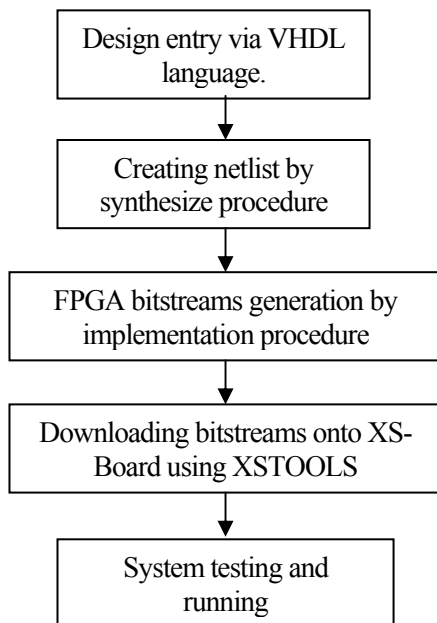 Design entry via VHDL
language.
Creating netlist by
synthesize procedure
FPGA bitstreams generation by
implementation procedure
Downloading bitstreams onto XS-
Board using XSTOOLS
System testing and
running